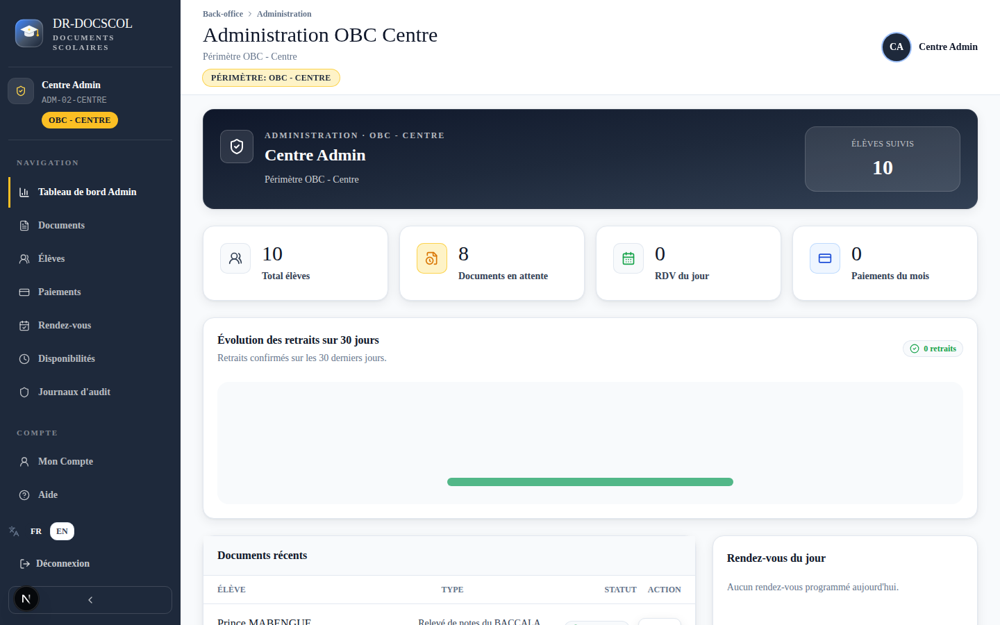 DR-DOCSCOL
DOCUMENTS
SCOLAIRES
Centre Admin
ADM-02-CENTRE
OBC - CENTRE
NAVIGATION
Tableau de bord Admin
Documents
Élèves
Paiements
Rendez-vous
Disponibilités
Journaux d'audit
COMPTE
Mon Compte
Aide
FR EN
Déconnexion
Back-office Administration
Administration OBC Centre
Périmètre OBC - Centre
PÉRIMÈTRE: OBC - CENTRE
CA Centre Admin
ADMINISTRATION · OBC - CENTRE
Centre Admin
Périmètre OBC - Centre
ÉLÈVES SUIVIS
10
10
Total élèves
8
Documents en attente
0
RDV du jour
0
Paiements du mois
Évolution des retraits sur 30 jours
Retraits confirmés sur les 30 derniers jours.
0 retraits
Documents récents
ÉLÈVE TYPE STATUT ACTION
Prince MABENGUE Relevé de notes du BACCALA
Rendez-vous du jour
Aucun rendez-vous programmé aujourd'hui.